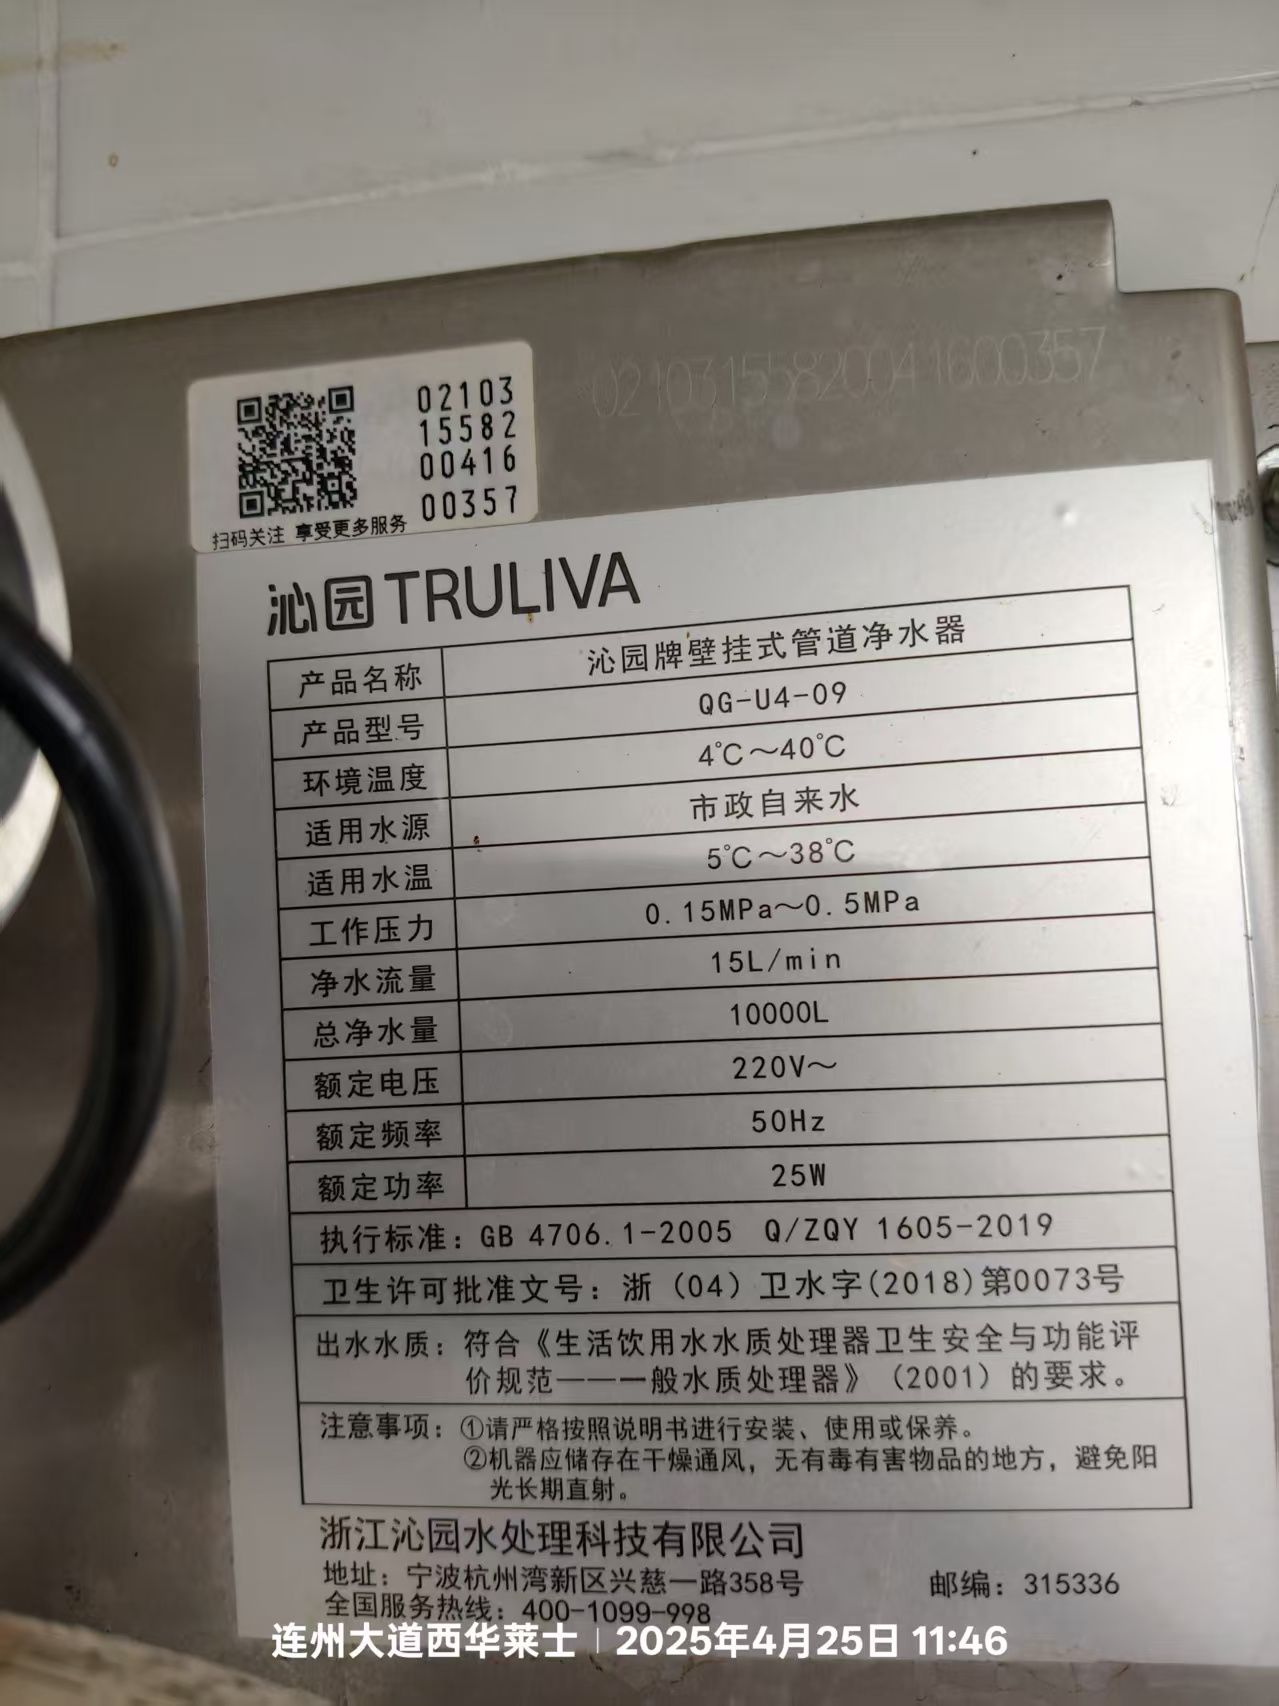 02103155820041600357
02103
15582
00416
00357
扫码关注 享受更多服务
沁园TRULIVA
产品名称 沁园牌壁挂式管道净水器
产品型号 QG-U4-09
环境温度 4℃～40℃
适用水源 市政自来水
适用水温 5℃～38℃
工作压力 0.15MPa～0.5MPa
净水流量 15L/min
总净水量 10000L
额定电压 220V～
额定频率 50Hz
额定功率 25W
执行标准：GB 4706.1-2005 Q/ZQY 1605-2019
卫生许可批准文号：浙（04）卫水字(2018)第0073号
出水水质：符合《生活饮用水水质处理器卫生安全与功能评
价规范——一般水质处理器》（2001）的要求。
注意事项：①请严格按照说明书进行安装、使用或保养。
②机器应储存在干燥通风，无有毒有害物品的地方，避免阳
光长期直射。
浙江沁园水处理科技有限公司
地址：宁波杭州湾新区兴慈一路358号 邮编：315336
全国服务热线：400-1099-998
连州大道西华莱士 | 2025年4月25日 11:46